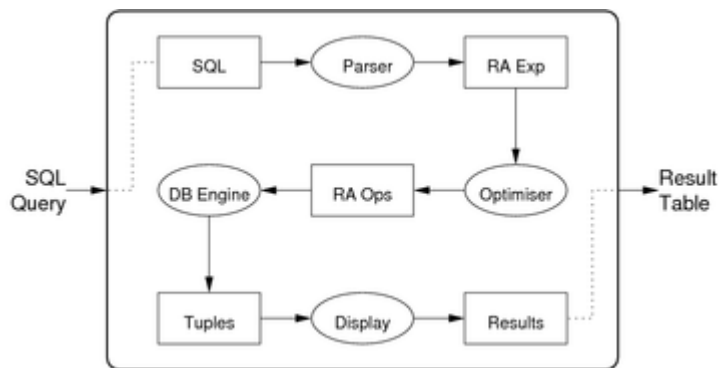 SQL
Parser
RA Exp
SQL
Query
DB Engine
RA Ops
Optimiser
Result
Table
Tuples
Display
Results